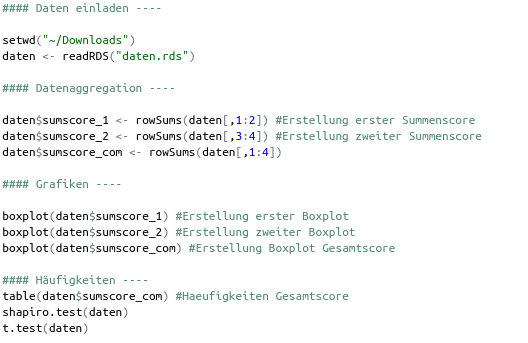 #### Daten einladen ----
setwd("~/Downloads")
daten <- readRDS("daten.rds")
#### Datenaggregation ----
daten$sumscore_1 <- rowSums(daten[,1:2]) #Erstellung erster Summenscore
daten$sumscore_2 <- rowSums(daten[,3:4]) #Erstellung zweiter Summenscore
daten$sumscore_com <- rowSums(daten[,1:4])
#### Grafiken ----
boxplot(daten$sumscore_1) #Erstellung erster Boxplot
boxplot(daten$sumscore_2) #Erstellung zweiter Boxplot
boxplot(daten$sumscore_com) #Erstellung Boxplot Gesamtscore
#### Häufigkeiten ----
table(daten$sumscore_com) #Haeufigkeiten Gesamtscore
shapiro.test(daten)
t.test(daten)